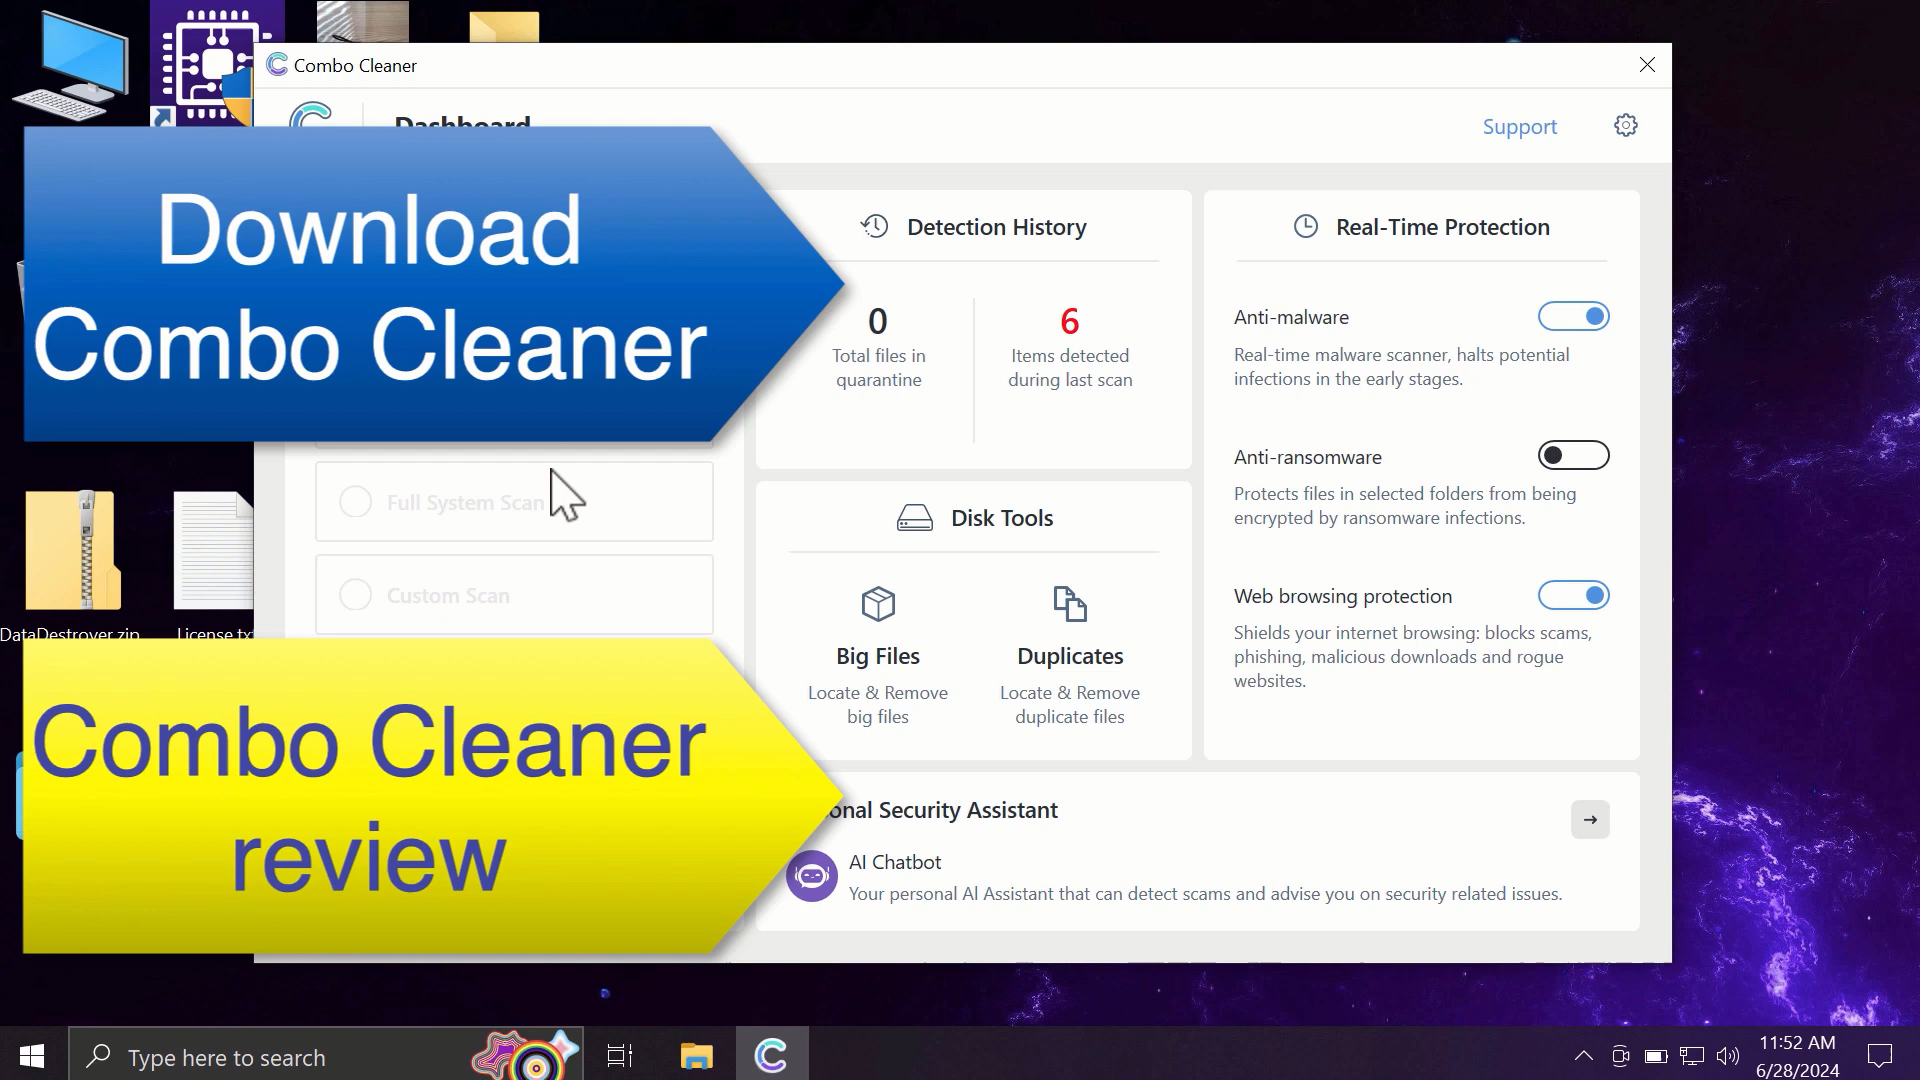 Combo Cleaner
Dashboard
Support
Download
Combo Cleaner
Detection History
0
Total files in
quarantine
6
Items detected
during last scan
Real-Time Protection
Anti-malware
Real-time malware scanner, halts potential
infections in the early stages.
Anti-ransomware
Protects files in selected folders from being
encrypted by ransomware infections.
Web browsing protection
Shields your internet browsing: blocks scams,
phishing, malicious downloads and rogue
websites.
Full System Scan
Custom Scan
Disk Tools
Big Files
Locate & Remove
big files
Duplicates
Locate & Remove
duplicate files
DataDestroyer.zip
License.txt
Combo Cleaner
review
onal Security Assistant
AI Chatbot
Your personal AI Assistant that can detect scams and advise you on security related issues.
Type here to search
11:52 AM
6/28/2024